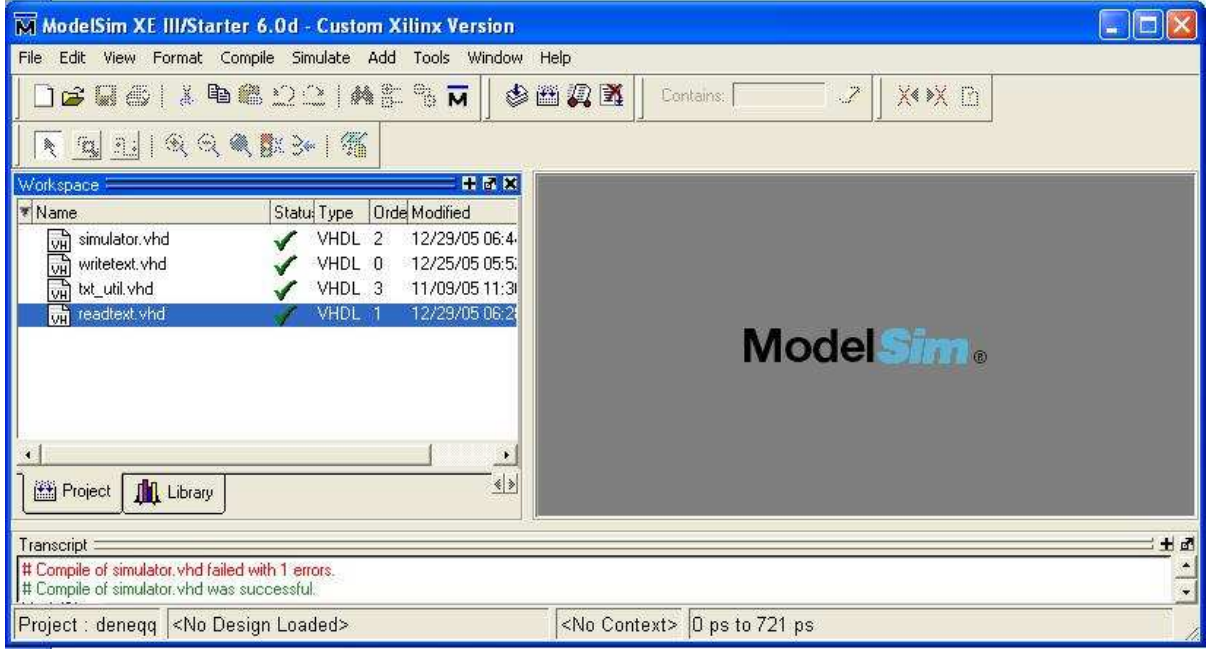 ModelSim XE III/Starter 6.0d - Custom Xilinx Version
File Edit View Format Compile Simulate Add Tools Window Help
Contains:
Workspace
Name Statu Type Orde Modified
simulator.vhd VHDL 2 12/29/05 06:4
writetext.vhd VHDL 0 12/25/05 05:5
txt_util.vhd VHDL 3 11/09/05 11:3
readtext.vhd VHDL 1 12/29/05 06:2
ModelSim®
Project Library
Transcript
# Compile of simulator.vhd failed with 1 errors.
# Compile of simulator.vhd was successful.
Project : deneqq <No Design Loaded> <No Context> 0 ps to 721 ps